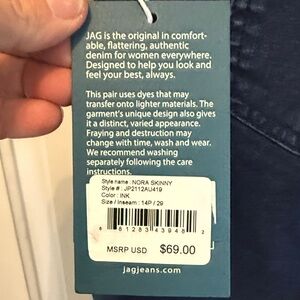 JAG is the original in comfort-
able, flattering, authentic
denim for women everywhere.
Designed to help you look and
feel your best, always.
This pair uses dyes that may
transfer onto lighter materials. The
garment's unique design also gives
it a distinct, varied appearance.
Fraying and destruction may
change with time, wash and wear.
We recommend washing
separately following the care
instructions.
Style name : NORA SKINNY
Style # : JP2112AU419
Color : INK
Size / Inseam : 14P / 29
61283 43948 2
MSRP USD $69.00
jagjeans.com